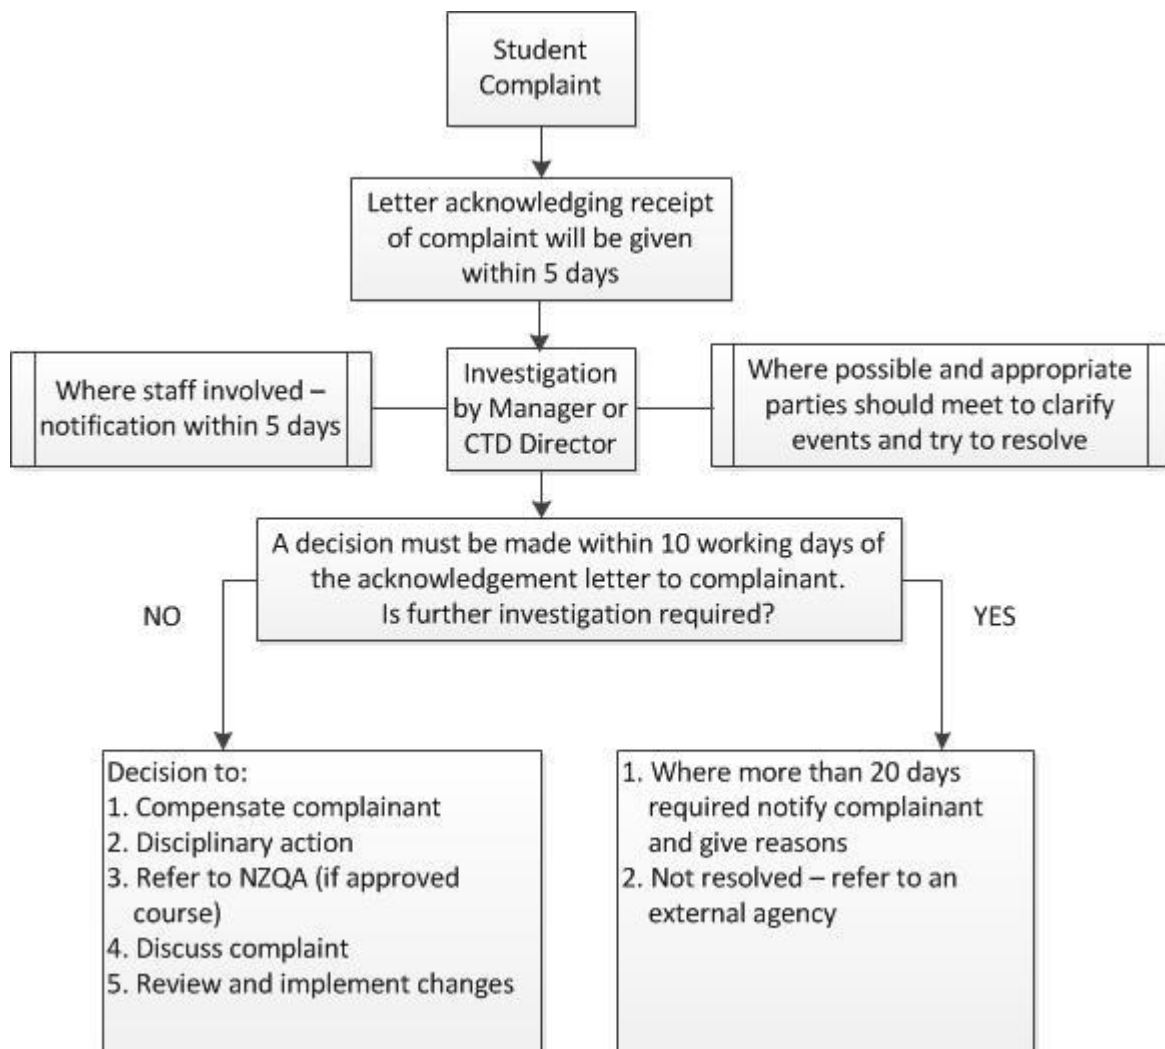 Student
Complaint
Letter acknowledging receipt
of complaint will be given
within 5 days
Where staff involved –
notification within 5 days
Investigation
by Manager or
CTD Director
Where possible and appropriate
parties should meet to clarify
events and try to resolve
A decision must be made within 10 working days of
the acknowledgement letter to complainant.
Is further investigation required?
NO
YES
Decision to:
1. Compensate complainant
2. Disciplinary action
3. Refer to NZQA (if approved
course)
4. Discuss complaint
5. Review and implement changes
1. Where more than 20 days
required notify complainant
and give reasons
2. Not resolved – refer to an
external agency